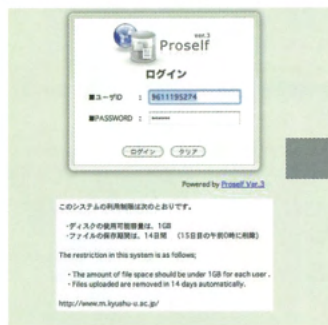 ver.3
Proself
ログイン
■ユーザID : 9611195274
■PASSWORD : ••••••
ログイン クリア
Powered by Proself Ver.3
このシステムの利用制限は次のとおりです。
・ディスクの使用可能容量は、1GB
・ファイルの保存期間は、14日間 (15日目の午前0時に削除)
The restriction in this system is as follows;
・The amount of file space should be under 1GB for each user.
・Files uploaded are removed in 14 days automatically.
http://www.m.kyushu-u.ac.jp/